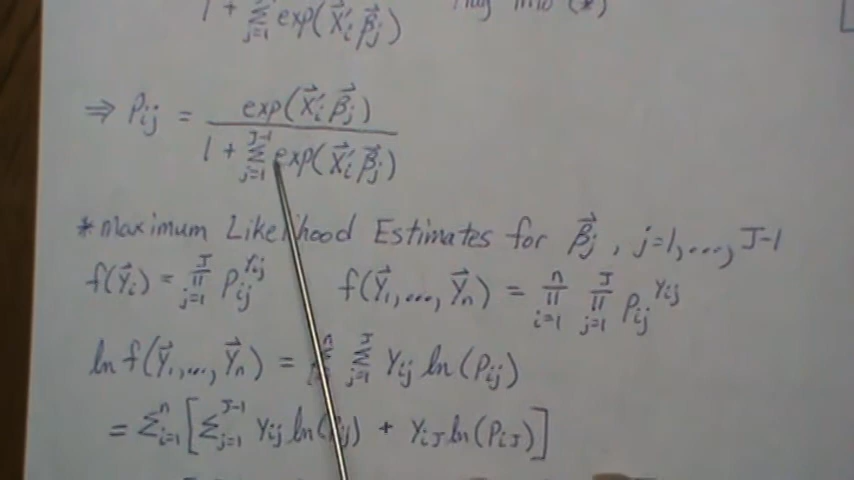 1 + Σ_{j=1} exp(X⃗'_i β⃗_j) Plug into (*)
⇒ P_ij = exp(X⃗'_i β⃗_j) / (1 + Σ_{j=1}^{J-1} exp(X⃗'_i β⃗_j))
*Maximum Likelihood Estimates for β⃗_j, j=1,...,J-1
f(Y⃗_i) = Π_{j=1}^{J} P_ij^{Y_ij} f(Y⃗_1,...,Y⃗_n) = Π_{i=1}^{n} Π_{j=1}^{J} P_ij^{Y_ij}
ln f(Y⃗_1,...,Y⃗_n) = Σ^{n} Σ_{j=1}^{J} Y_ij ln(P_ij)
= Σ_{i=1}^{n} [Σ_{j=1}^{J-1} Y_ij ln(P_ij) + Y_iJ ln(P_iJ)]